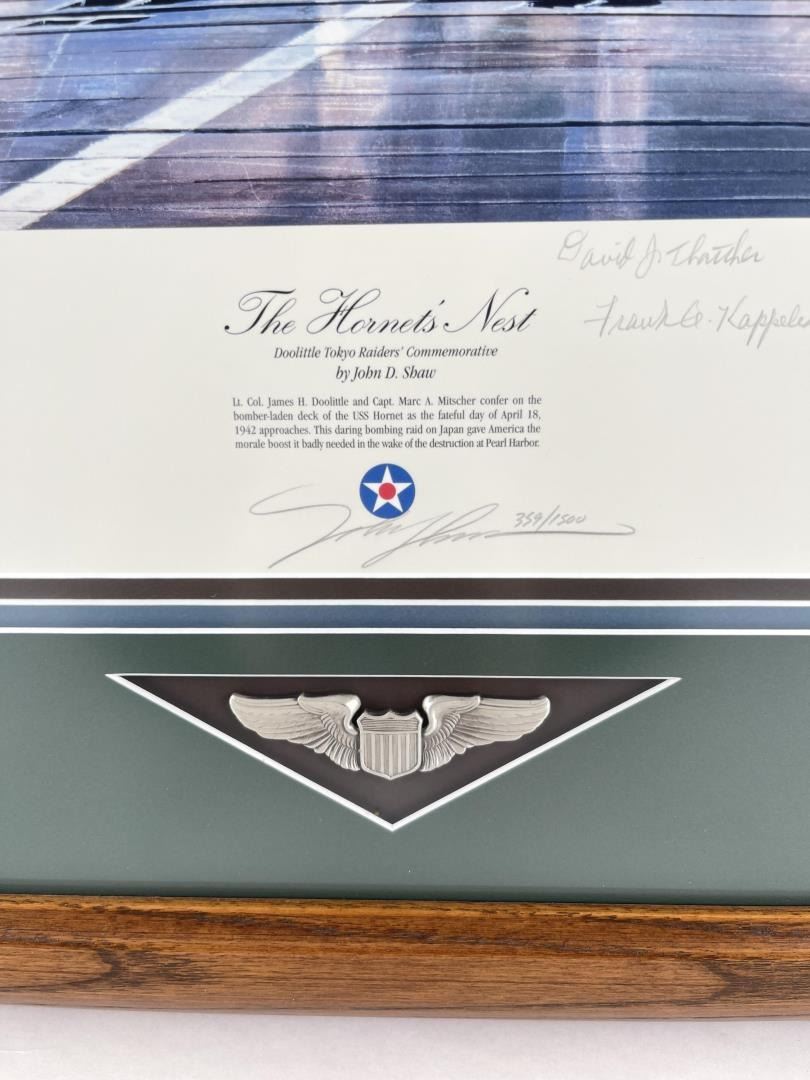 David J. Thatcher
Frank A. Kappeler
The Hornet's Nest
Doolittle Tokyo Raiders' Commemorative
by John D. Shaw
Lt. Col. James H. Doolittle and Capt. Marc A. Mitscher confer on the
bomber-laden deck of the USS Hornet as the fateful day of April 18,
1942 approaches. This daring bombing raid on Japan gave America the
morale boost it badly needed in the wake of the destruction at Pearl Harbor.
John Shaw 359/1500